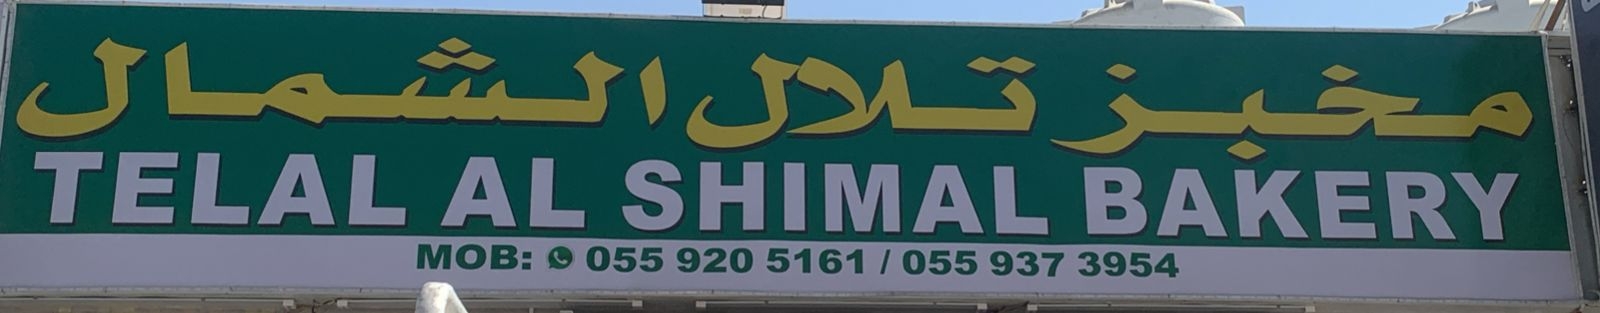 مخبز تلال الشمال
TELAL AL SHIMAL BAKERY
MOB: 055 920 5161 / 055 937 3954